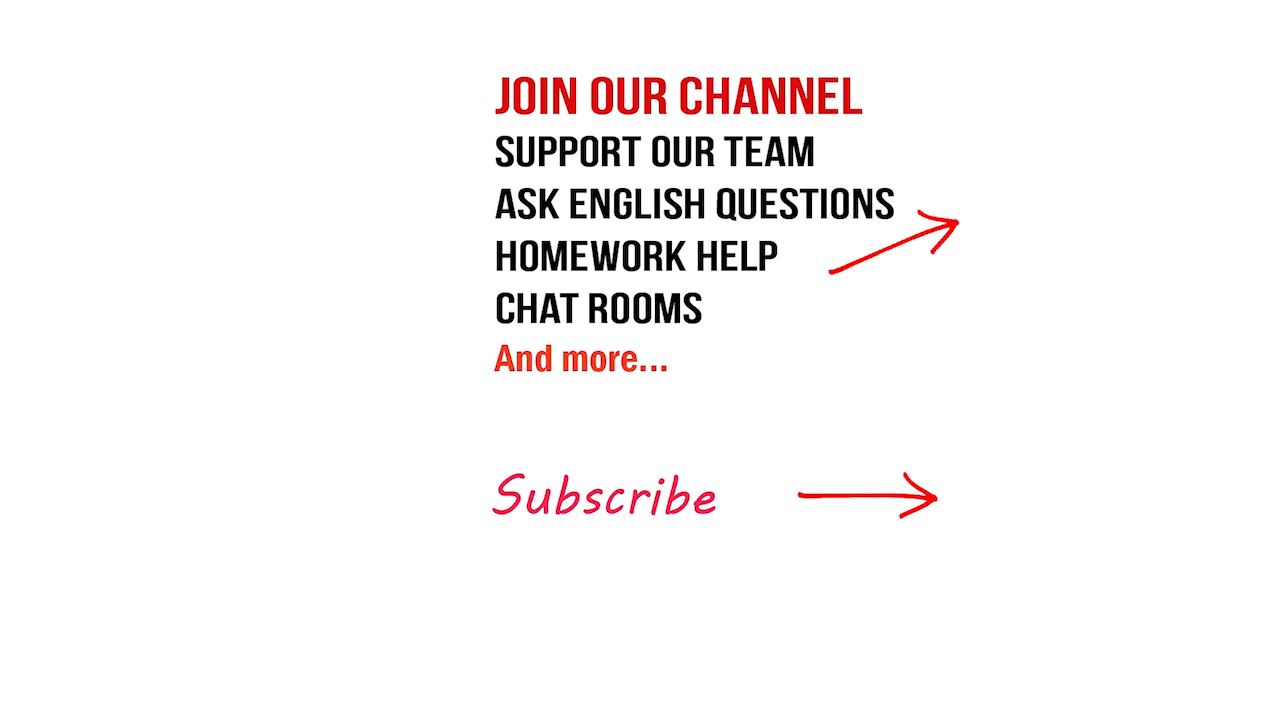 JOIN OUR CHANNEL
SUPPORT OUR TEAM
ASK ENGLISH QUESTIONS
HOMEWORK HELP
CHAT ROOMS
And more...
Subscribe